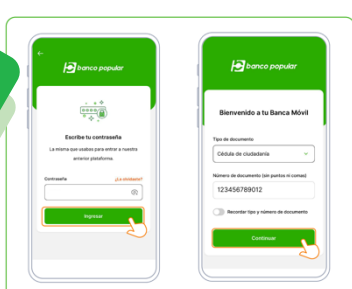 banco popular
Escribe tu contraseña
La misma que usabas para entrar a nuestra
anterior plataforma.
Contraseña
¿La olvidaste?
Ingresar
banco popular
Bienvenido a tu Banca Móvil
Tipo de documento
Cédula de ciudadanía
Número de documento (sin puntos ni comas)
123456789012
Recordar tipo y número de documento
Continuar